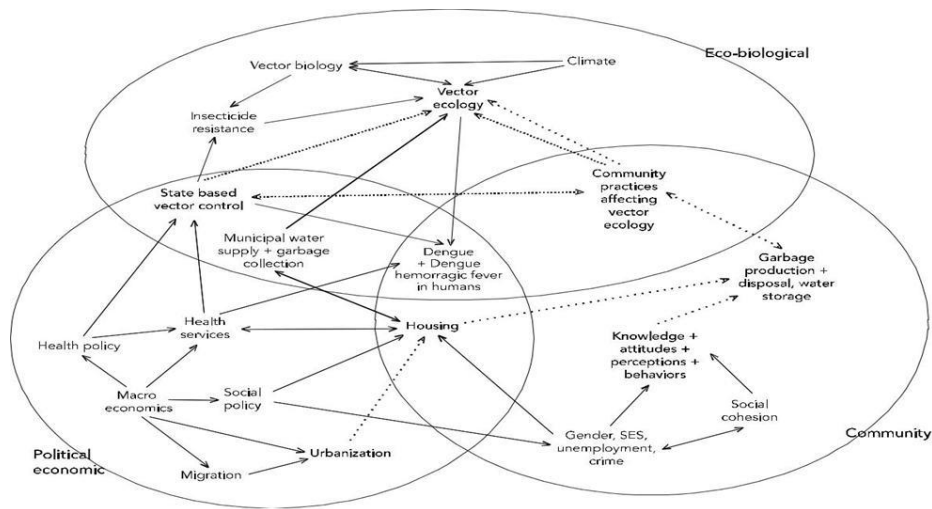 Eco-biological
Climate
Vector biology
Vector
ecology
Insecticide
resistance
Community
practices
affecting
vector
ecology
State based
vector control
Municipal water
supply + garbage
collection
Dengue
+ Dengue
hemorragic fever
in humans
Garbage
production +
disposal, water
storage
Health
services
Housing
Health policy
Knowledge +
attitudes +
perceptions +
behaviors
Macro
economics
Social
policy
Social
cohesion
Gender, SES,
unemployment,
crime
Community
Political
economic
Urbanization
Migration